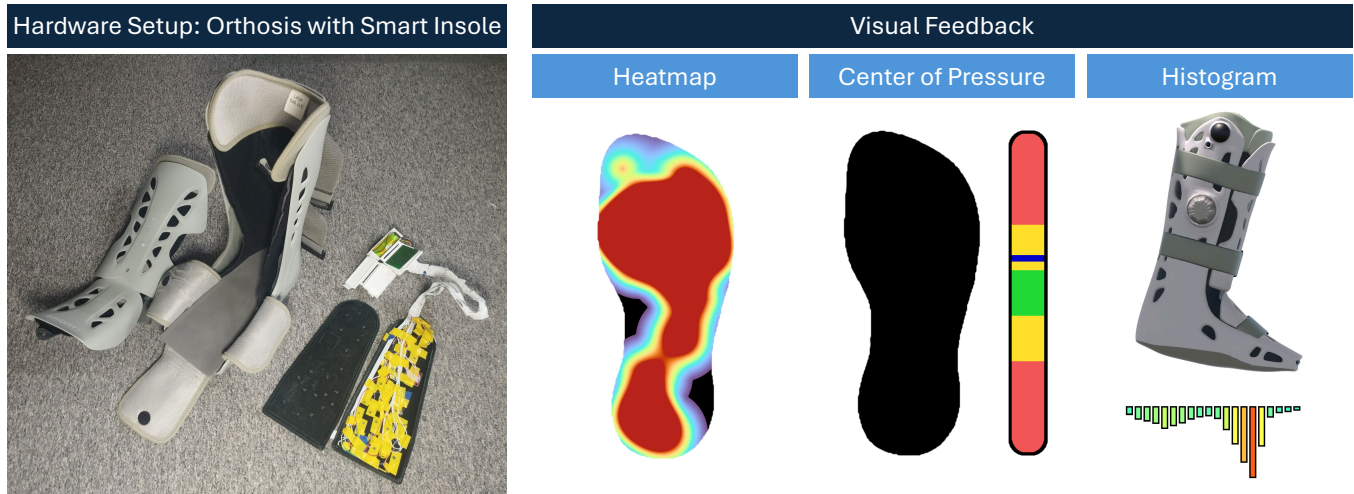 Hardware Setup: Orthosis with Smart Insole
Visual Feedback
Heatmap
Center of Pressure
Histogram